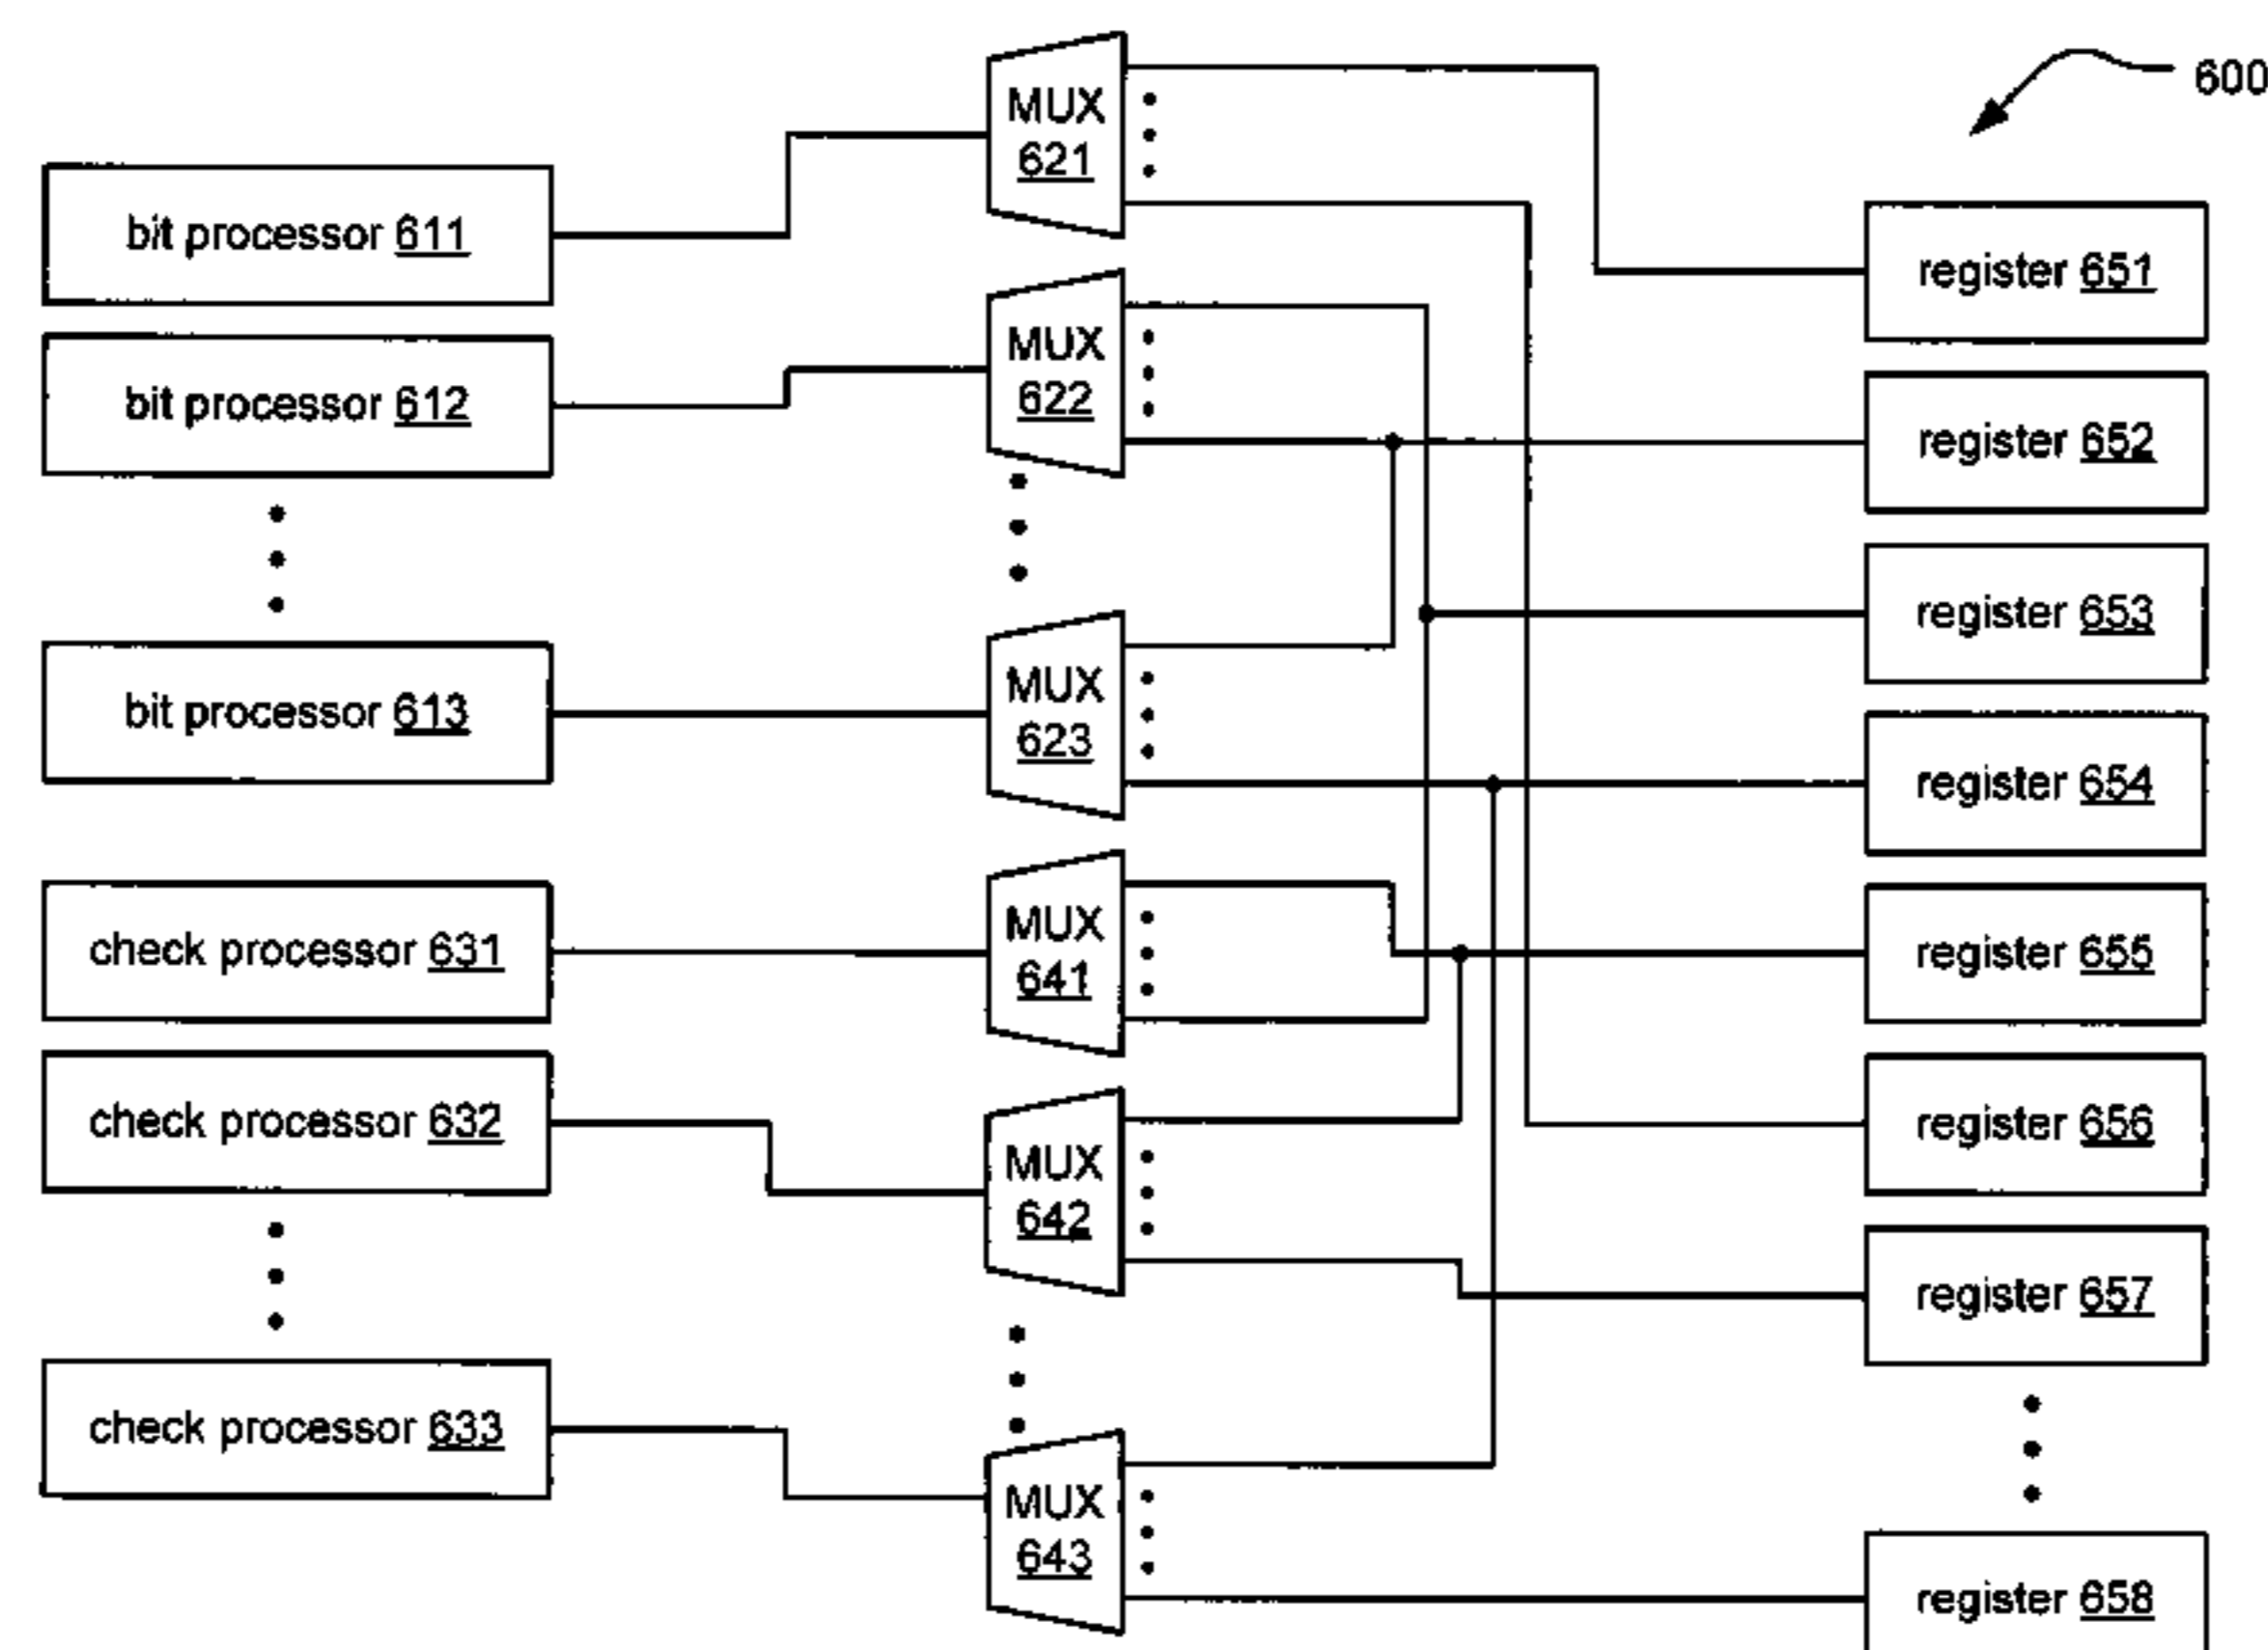 600
bit processor 611
bit processor 612
bit processor 613
check processor 631
check processor 632
check processor 633
MUX
621
MUX
622
MUX
623
MUX
641
MUX
642
MUX
643
register 651
register 652
register 653
register 654
register 655
register 656
register 657
register 658